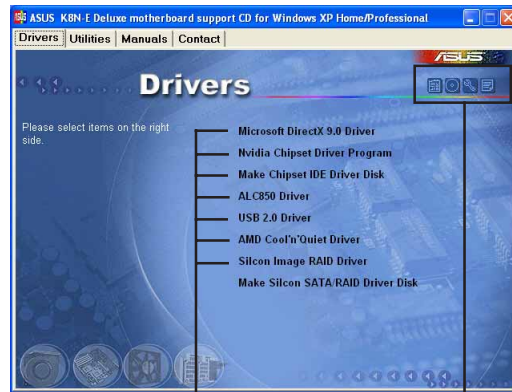 ASUS K8N-E Deluxe motherboard support CD for Windows XP Home/Professional
Drivers Utilities Manuals Contact
ASUS
Drivers
Please select items on the right
side.
Microsoft DirectX 9.0 Driver
Nvidia Chipset Driver Program
Make Chipset IDE Driver Disk
ALC850 Driver
USB 2.0 Driver
AMD Cool'n'Quiet Driver
Silcon Image RAID Driver
Make Silcon SATA/RAID Driver Disk